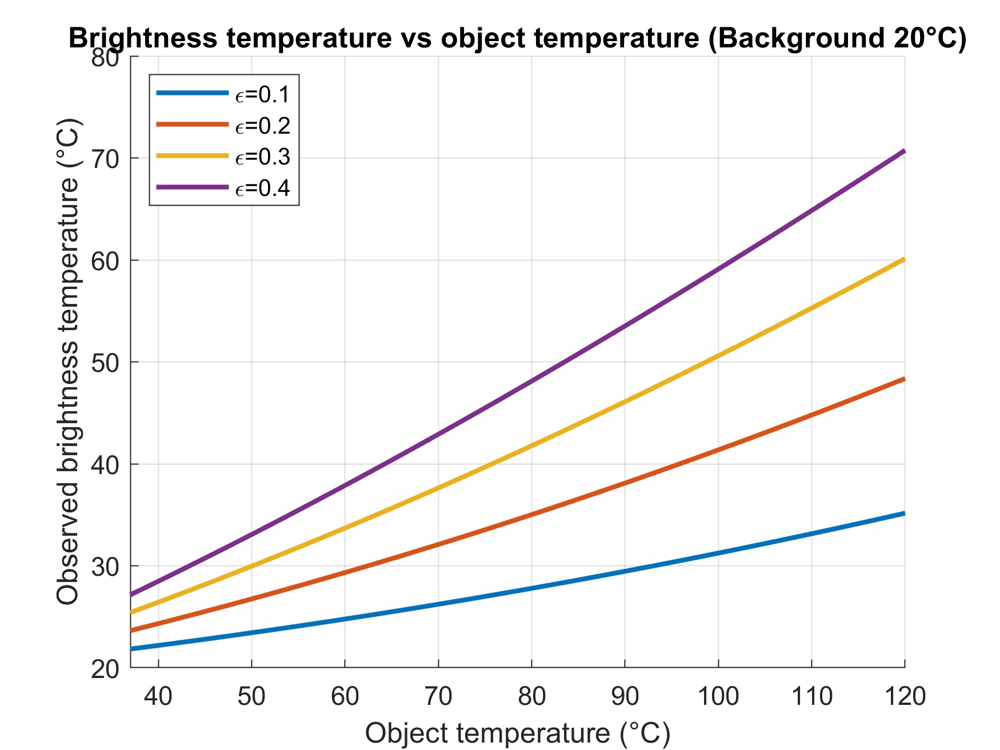 Brightness temperature vs object temperature (Background 20°C)
80
70
60
50
40
30
20
Observed brightness temperature (°C)
ϵ=0.1
ϵ=0.2
ϵ=0.3
ϵ=0.4
40 50 60 70 80 90 100 110 120
Object temperature (°C)